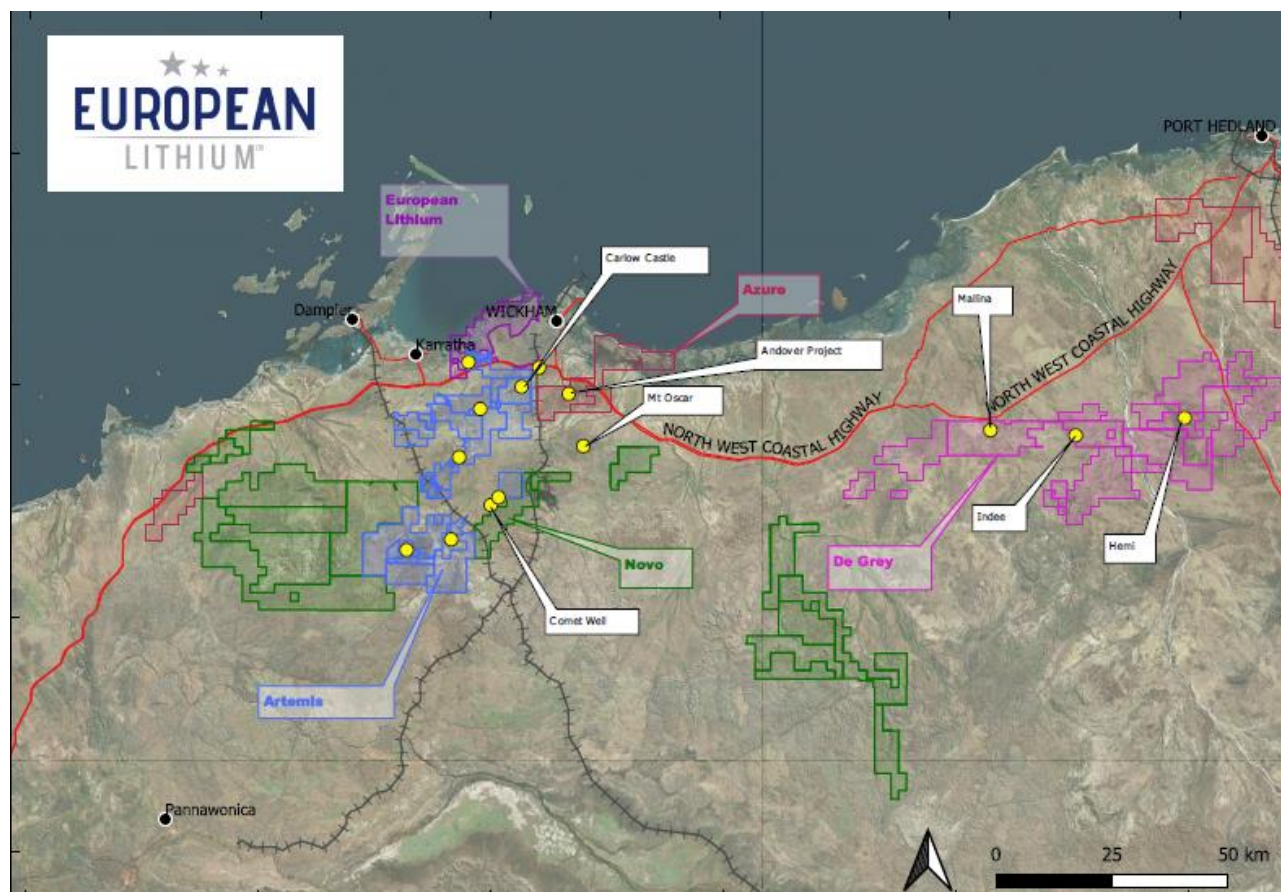 EUROPEAN
LITHIUM™
PORT HEDLAND
European
Lithium
Carlow Castle
Dampier
WICKHAM
Azure
Mallina
Karratha
Andover Project
NORTH WEST COASTAL HIGHWAY
Mt Oscar
NORTH WEST COASTAL HIGHWAY
Indee
Hemi
De Grey
Novo
Comet Well
Artemis
Pannawonica
0 25 50 km